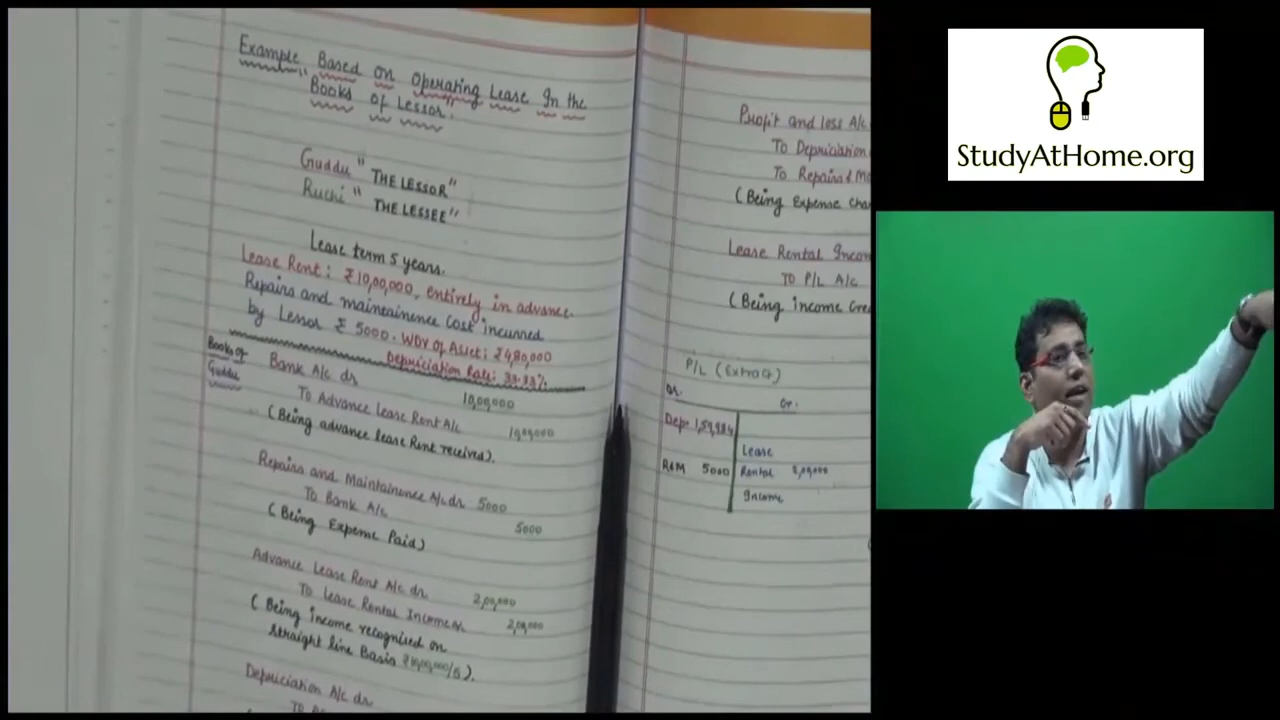 Example Based on Operating Lease In the
"Books of Lessor".
Guddu "THE LESSOR"
Ruchi "THE LESSEE"
Lease term 5 years.
Lease Rent: ₹10,00,000, entirely in advance.
Repairs and mainteinence Cost incurred
by Lessor ₹ 5000. WDV of Asset: ₹480,000
Depreciation Rate: 33.33%
Books of
Guddu
Bank A/c dr 10,00,000
To Advance Lease Rent A/c 10,00,000
(Being advance lease Rent received).
Repairs and Maintainence A/c dr 5000
To Bank A/c 5000
(Being Expense Paid)
Advance Lease Rent A/c dr 2,00,000
To Lease Rental Income 2,00,000
(Being income recognised on
Straight line Basis ₹10,00,000/5).
Depreciation A/c dr
To
Profit and loss A/c
To Depreciation
To Repairs & Ma
(Being Expense Cha
Lease Rental Incom
To P/L A/c
(Being income Cre
P/L (Extract)
Dr. Cr.
Depn 1,59,984
Lease
R&M 5000 Rental 2,00,000
Income
StudyAtHome.org